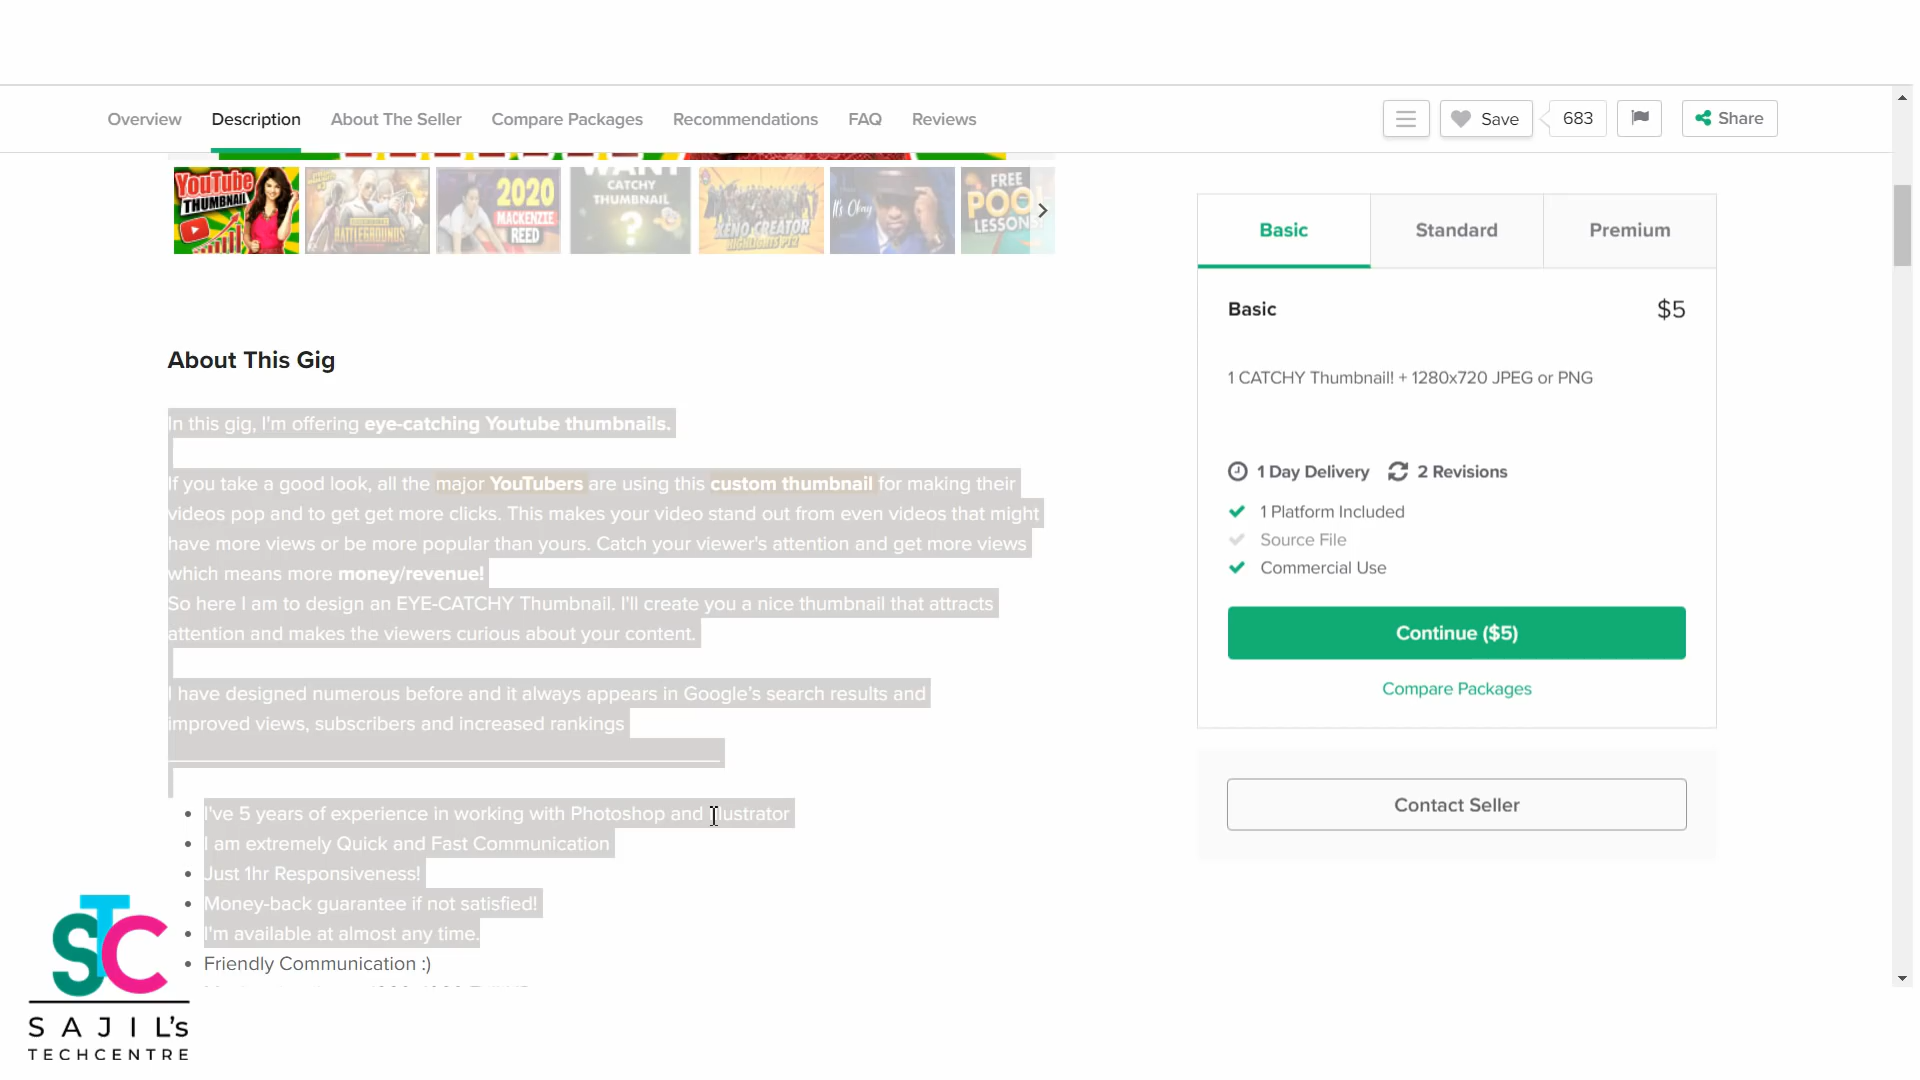 Overview Description About The Seller Compare Packages Recommendations FAQ Reviews
Save 683 Share
YouTube
THUMBNAIL
BATTLEGROUNDS
2020
MACKENZIE
REED
WANT
CATCHY
THUMBNAIL
?
KENO CREATOR
HIGHLIGHTS PT2
It's Okay
FREE
POOL
LESSONS
About This Gig
In this gig, I'm offering eye-catching Youtube thumbnails.
If you take a good look, all the major YouTubers are using this custom thumbnail for making their
videos pop and to get get more clicks. This makes your video stand out from even videos that might
have more views or be more popular than yours. Catch your viewer's attention and get more views
which means more money/revenue!
So here I am to design an EYE-CATCHY Thumbnail. I'll create you a nice thumbnail that attracts
attention and makes the viewers curious about your content.
I have designed numerous before and it always appears in Google's search results and
improved views, subscribers and increased rankings
• I've 5 years of experience in working with Photoshop and Illustrator
• I am extremely Quick and Fast Communication
• Just 1hr Responsiveness!
• Money-back guarantee if not satisfied!
• I'm available at almost any time.
• Friendly Communication :)
Basic Standard Premium
Basic $5
1 CATCHY Thumbnail! + 1280x720 JPEG or PNG
1 Day Delivery 2 Revisions
1 Platform Included
Source File
Commercial Use
Continue ($5)
Compare Packages
Contact Seller
STC
SAJIL's
TECHCENTRE